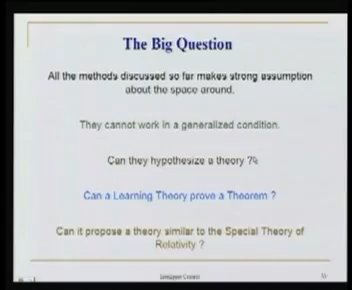 The Big Question
All the methods discussed so far makes strong assumption
about the space around.
They cannot work in a generalized condition.
Can they hypothesize a theory ?
Can a Learning Theory prove a Theorem ?
Can it propose a theory similar to the Special Theory of
Relativity ?
Intelligent Control